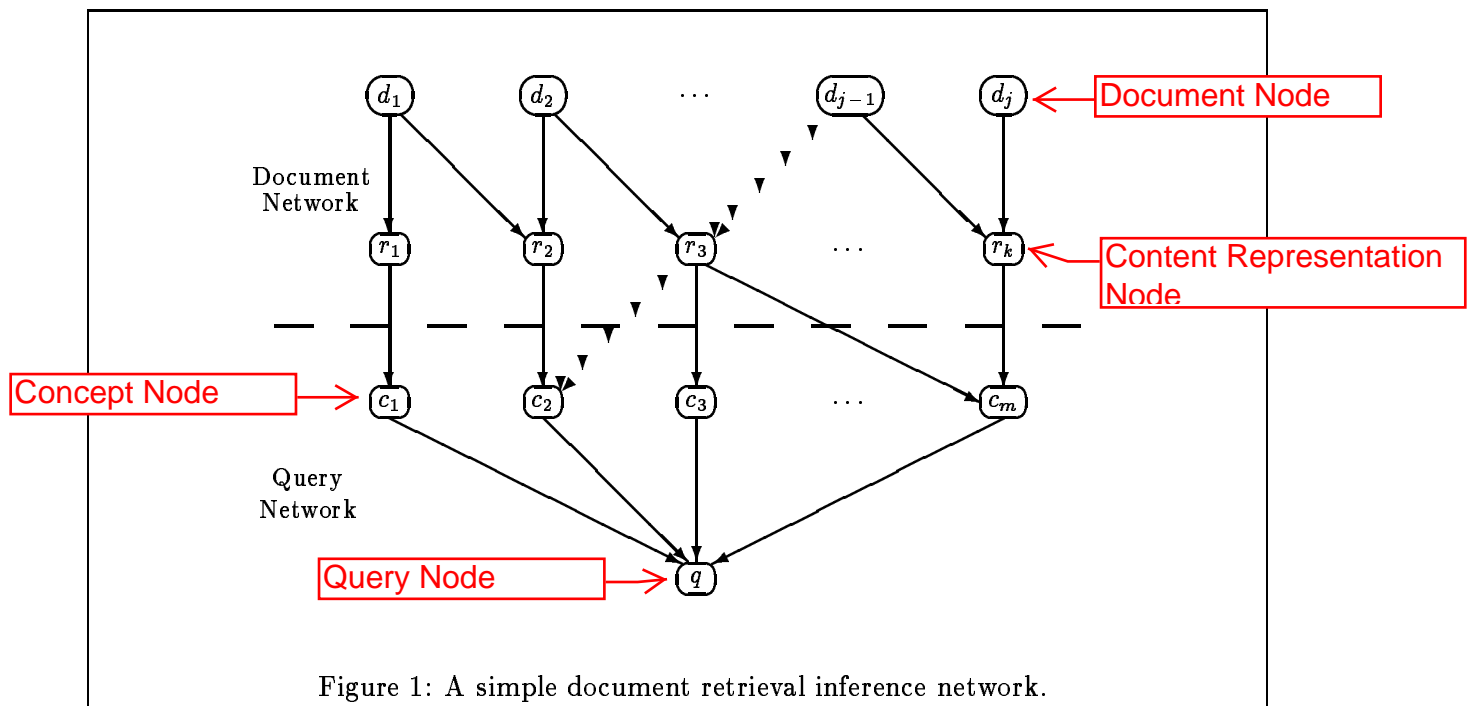 d1 d2 ... dj−1 dj Document Node
Document
Network
r1 r2 r3 ... rk Content Representation
Node
Concept Node c1 c2 c3 ... cm
Query
Network
Query Node q
Figure 1: A simple document retrieval inference network.